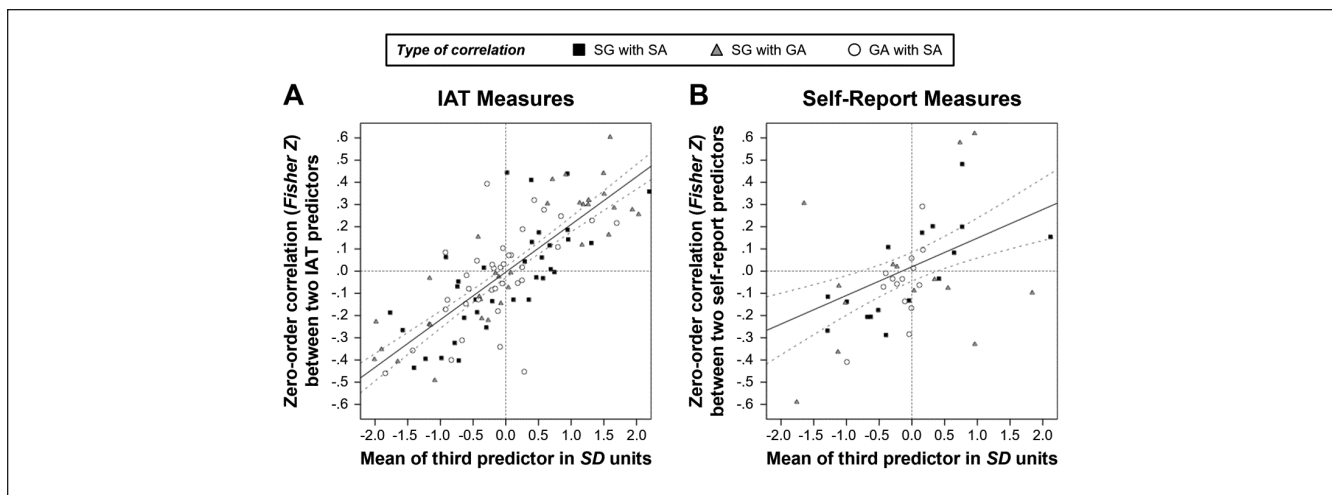 Type of correlation SG with SA SG with GA GA with SA
A IAT Measures
Zero-order correlation (Fisher Z)
between two IAT predictors
.6
.5
.4
.3
.2
.1
.0
-.1
-.2
-.3
-.4
-.5
-.6
-2.0 -1.5 -1.0 -0.5 0.0 0.5 1.0 1.5 2.0
Mean of third predictor in SD units
B Self-Report Measures
Zero-order correlation (Fisher Z)
between two self-report predictors
.6
.5
.4
.3
.2
.1
.0
-.1
-.2
-.3
-.4
-.5
-.6
-2.0 -1.5 -1.0 -0.5 0.0 0.5 1.0 1.5 2.0
Mean of third predictor in SD units